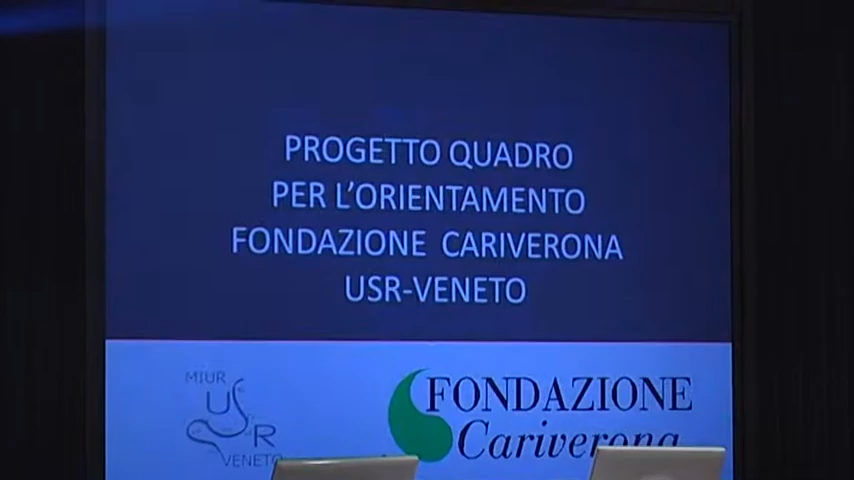 PROGETTO QUADRO
PER L'ORIENTAMENTO
FONDAZIONE CARIVERONA
USR-VENETO
MIUR
USR
VENETO
FONDAZIONE
Cariverona